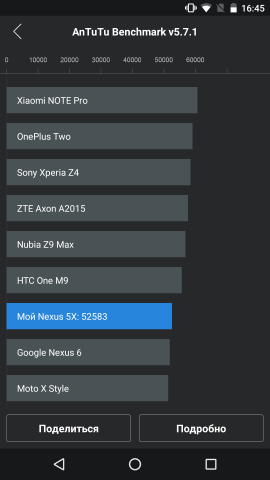 16:45
AnTuTu Benchmark v5.7.1
0 10000 20000 30000 40000 50000 60000
Xiaomi NOTE Pro
OnePlus Two
Sony Xperia Z4
ZTE Axon A2015
Nubia Z9 Max
HTC One M9
Мой Nexus 5X: 52583
Google Nexus 6
Moto X Style
Поделиться Подробно